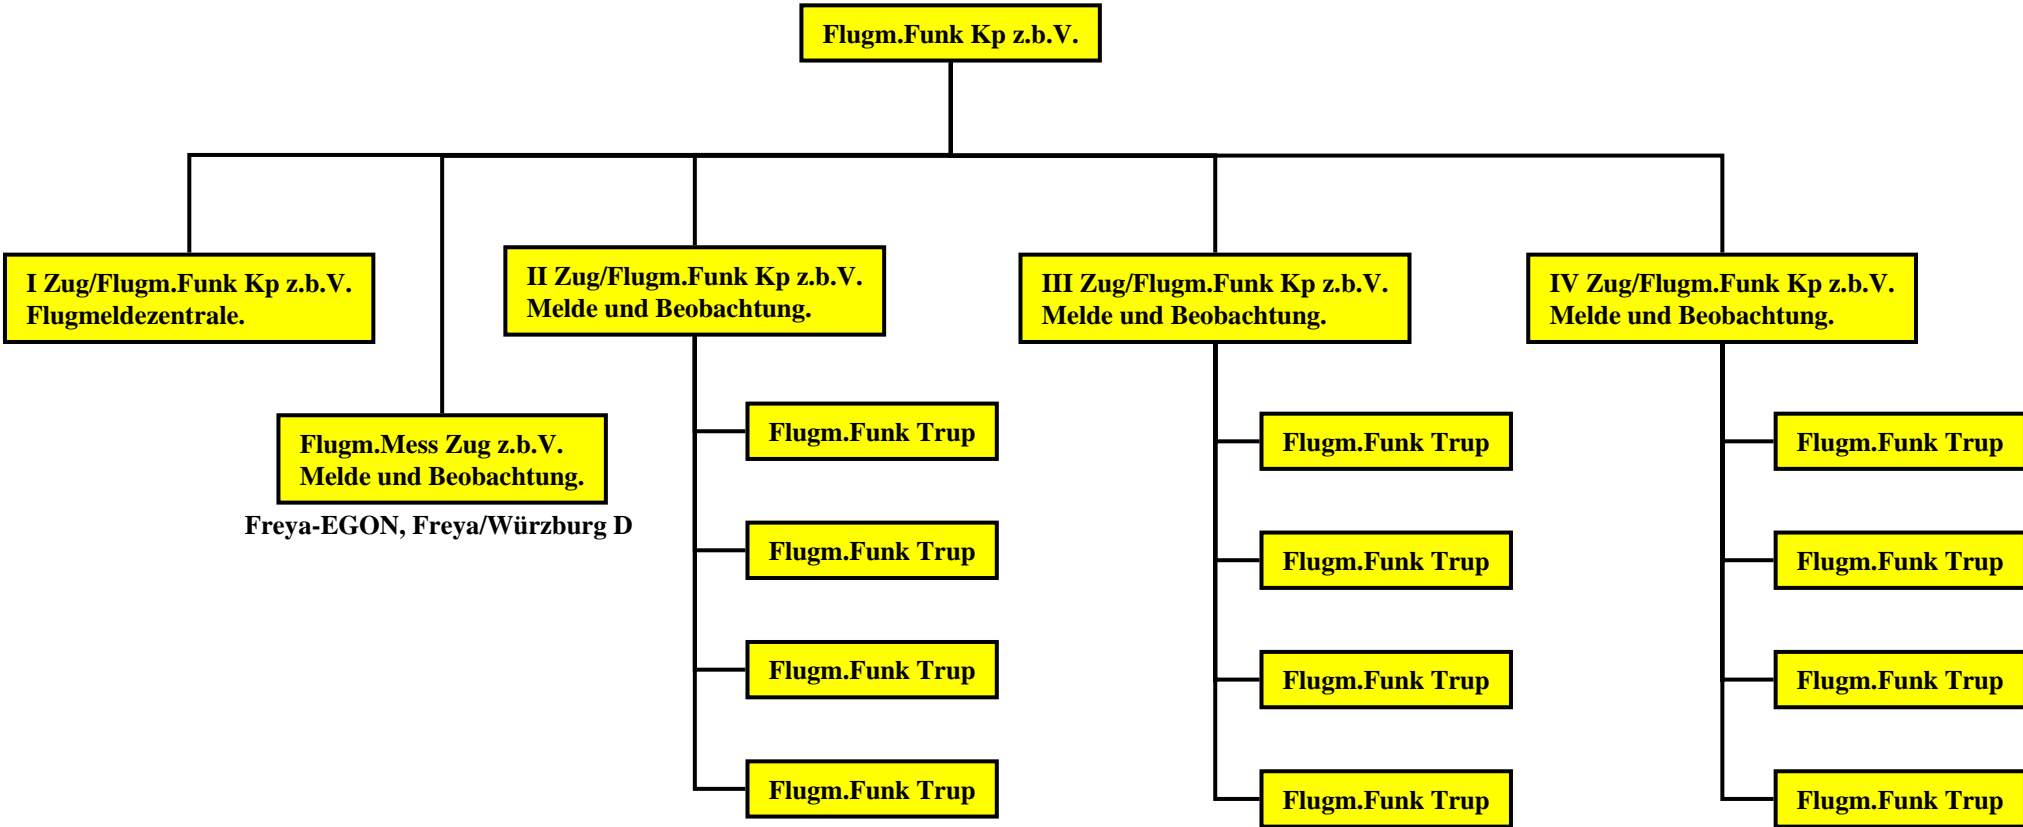 Flugm.Funk Kp z.b.V.
I Zug/Flugm.Funk Kp z.b.V.
Flugmeldezentrale.
Flugm.Mess Zug z.b.V.
Melde und Beobachtung.
Freya-EGON, Freya/Würzburg D
II Zug/Flugm.Funk Kp z.b.V.
Melde und Beobachtung.
Flugm.Funk Trup
Flugm.Funk Trup
Flugm.Funk Trup
Flugm.Funk Trup
III Zug/Flugm.Funk Kp z.b.V.
Melde und Beobachtung.
Flugm.Funk Trup
Flugm.Funk Trup
Flugm.Funk Trup
Flugm.Funk Trup
IV Zug/Flugm.Funk Kp z.b.V.
Melde und Beobachtung.
Flugm.Funk Trup
Flugm.Funk Trup
Flugm.Funk Trup
Flugm.Funk Trup